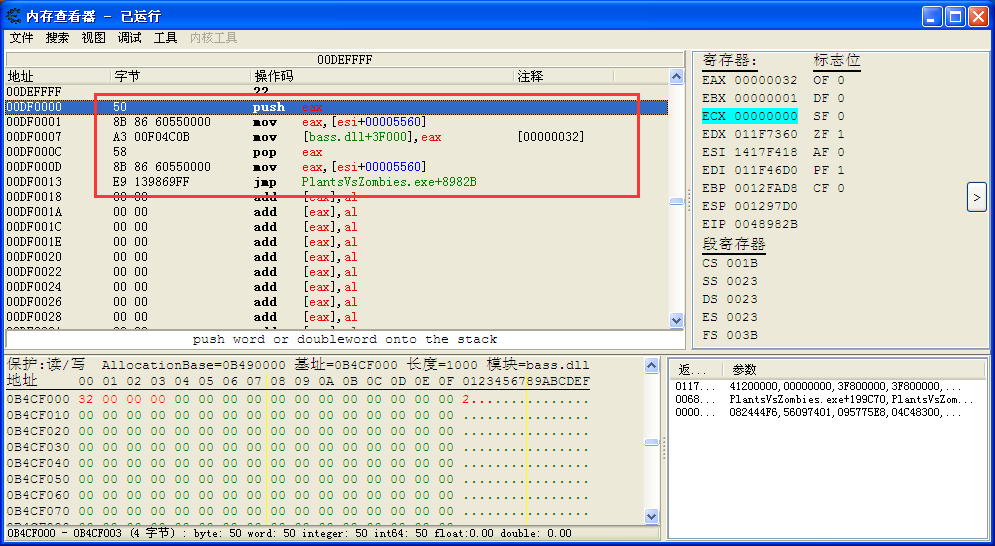 内存查看器 - 已运行
文件 搜索 视图 调试 工具 内核工具
00DEFFFF
地址 字节 操作码 注释
00DEFFFF ??
00DF0000 50 push eax
00DF0001 8B 86 60550000 mov eax,[esi+00005560]
00DF0007 A3 00F04C0B mov [bass.dll+3F000],eax [00000032]
00DF000C 58 pop eax
00DF000D 8B 86 60550000 mov eax,[esi+00005560]
00DF0013 E9 139869FF jmp PlantsVsZombies.exe+8982B
00DF0018 00 00 add [eax],al
00DF001A 00 00 add [eax],al
00DF001C 00 00 add [eax],al
00DF001E 00 00 add [eax],al
00DF0020 00 00 add [eax],al
00DF0022 00 00 add [eax],al
00DF0024 00 00 add [eax],al
00DF0026 00 00 add [eax],al
00DF0028 00 00 add [eax],al
push word or doubleword onto the stack
寄存器: 标志位
EAX 00000032 OF 0
EBX 00000001 DF 0
ECX 00000000 SF 0
EDX 011F7360 ZF 1
ESI 1417F418 AF 0
EDI 011F46D0 PF 1
EBP 0012FAD8 CF 0
ESP 001297D0
EIP 0048982B
段寄存器
CS 001B
SS 0023
DS 0023
ES 0023
FS 003B
>
保护:读/写 AllocationBase=0B490000 基址=0B4CF000 长度=1000 模块=bass.dll
地址 00 01 02 03 04 05 06 07 08 09 0A 0B 0C 0D 0E 0F 0123456789ABCDEF
0B4CF000 32 00 00 00 00 00 00 00 00 00 00 00 00 00 00 00 2...............
0B4CF010 00 00 00 00 00 00 00 00 00 00 00 00 00 00 00 00 ................
0B4CF020 00 00 00 00 00 00 00 00 00 00 00 00 00 00 00 00 ................
0B4CF030 00 00 00 00 00 00 00 00 00 00 00 00 00 00 00 00 ................
0B4CF040 00 00 00 00 00 00 00 00 00 00 00 00 00 00 00 00 ................
0B4CF050 00 00 00 00 00 00 00 00 00 00 00 00 00 00 00 00 ................
0B4CF060 00 00 00 00 00 00 00 00 00 00 00 00 00 00 00 00 ................
0B4CF070 00 00 00 00 00 00 00 00 00 00 00 00 00 00 00 00 ................
0B4CF000 - 0B4CF003 (4 字节) : byte: 50 word: 50 integer: 50 int64: 50 float:0.00 double: 0.00
返... 参数
0117... 41200000,00000000,3F800000,3F800000,...
0068... PlantsVsZombies.exe+199C70,PlantsVsZom...
0000... 082444F6,56097401,095775E8,04C48300,...